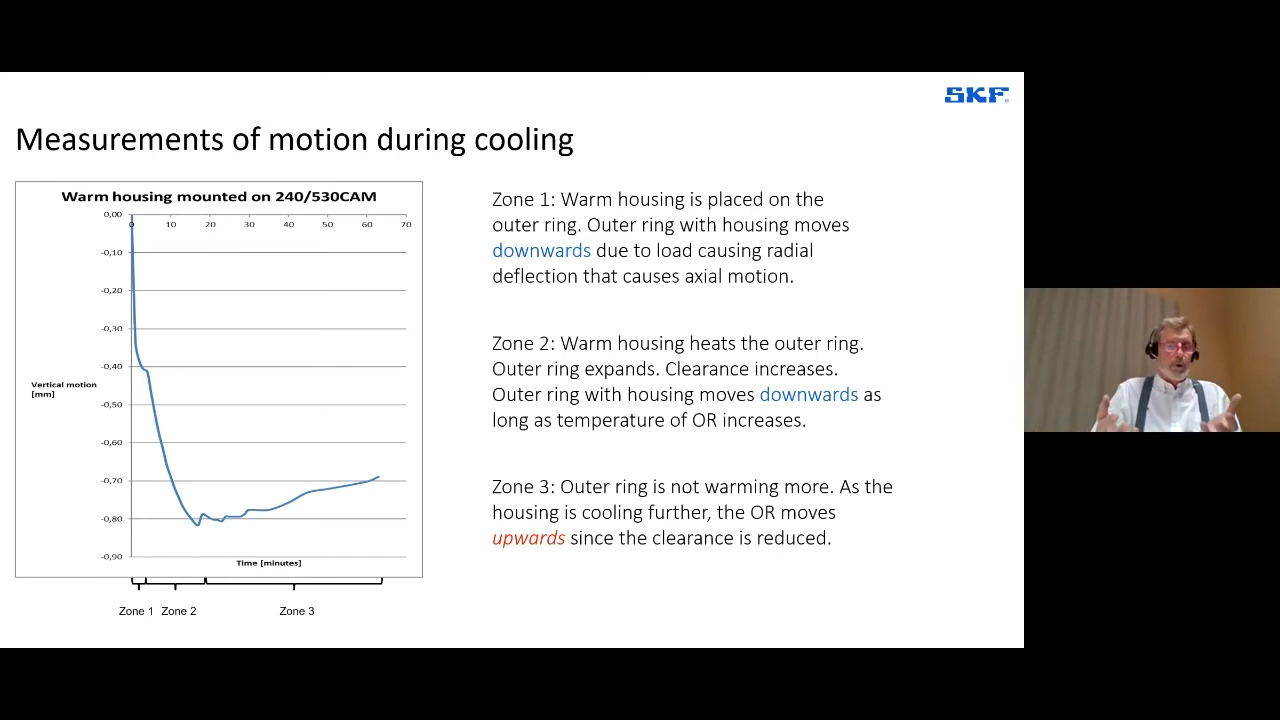 SKF
Measurements of motion during cooling
Warm housing mounted on 240/530CAM
0,00
0 10 20 30 40 50 60 70
-0,10
-0,20
-0,30
-0,40
Vertical motion
[mm]
-0,50
-0,60
-0,70
-0,80
-0,90
Time [minutes]
Zone 1 Zone 2 Zone 3
Zone 1: Warm housing is placed on the
outer ring. Outer ring with housing moves
downwards due to load causing radial
deflection that causes axial motion.
Zone 2: Warm housing heats the outer ring.
Outer ring expands. Clearance increases.
Outer ring with housing moves downwards as
long as temperature of OR increases.
Zone 3: Outer ring is not warming more. As the
housing is cooling further, the OR moves
upwards since the clearance is reduced.